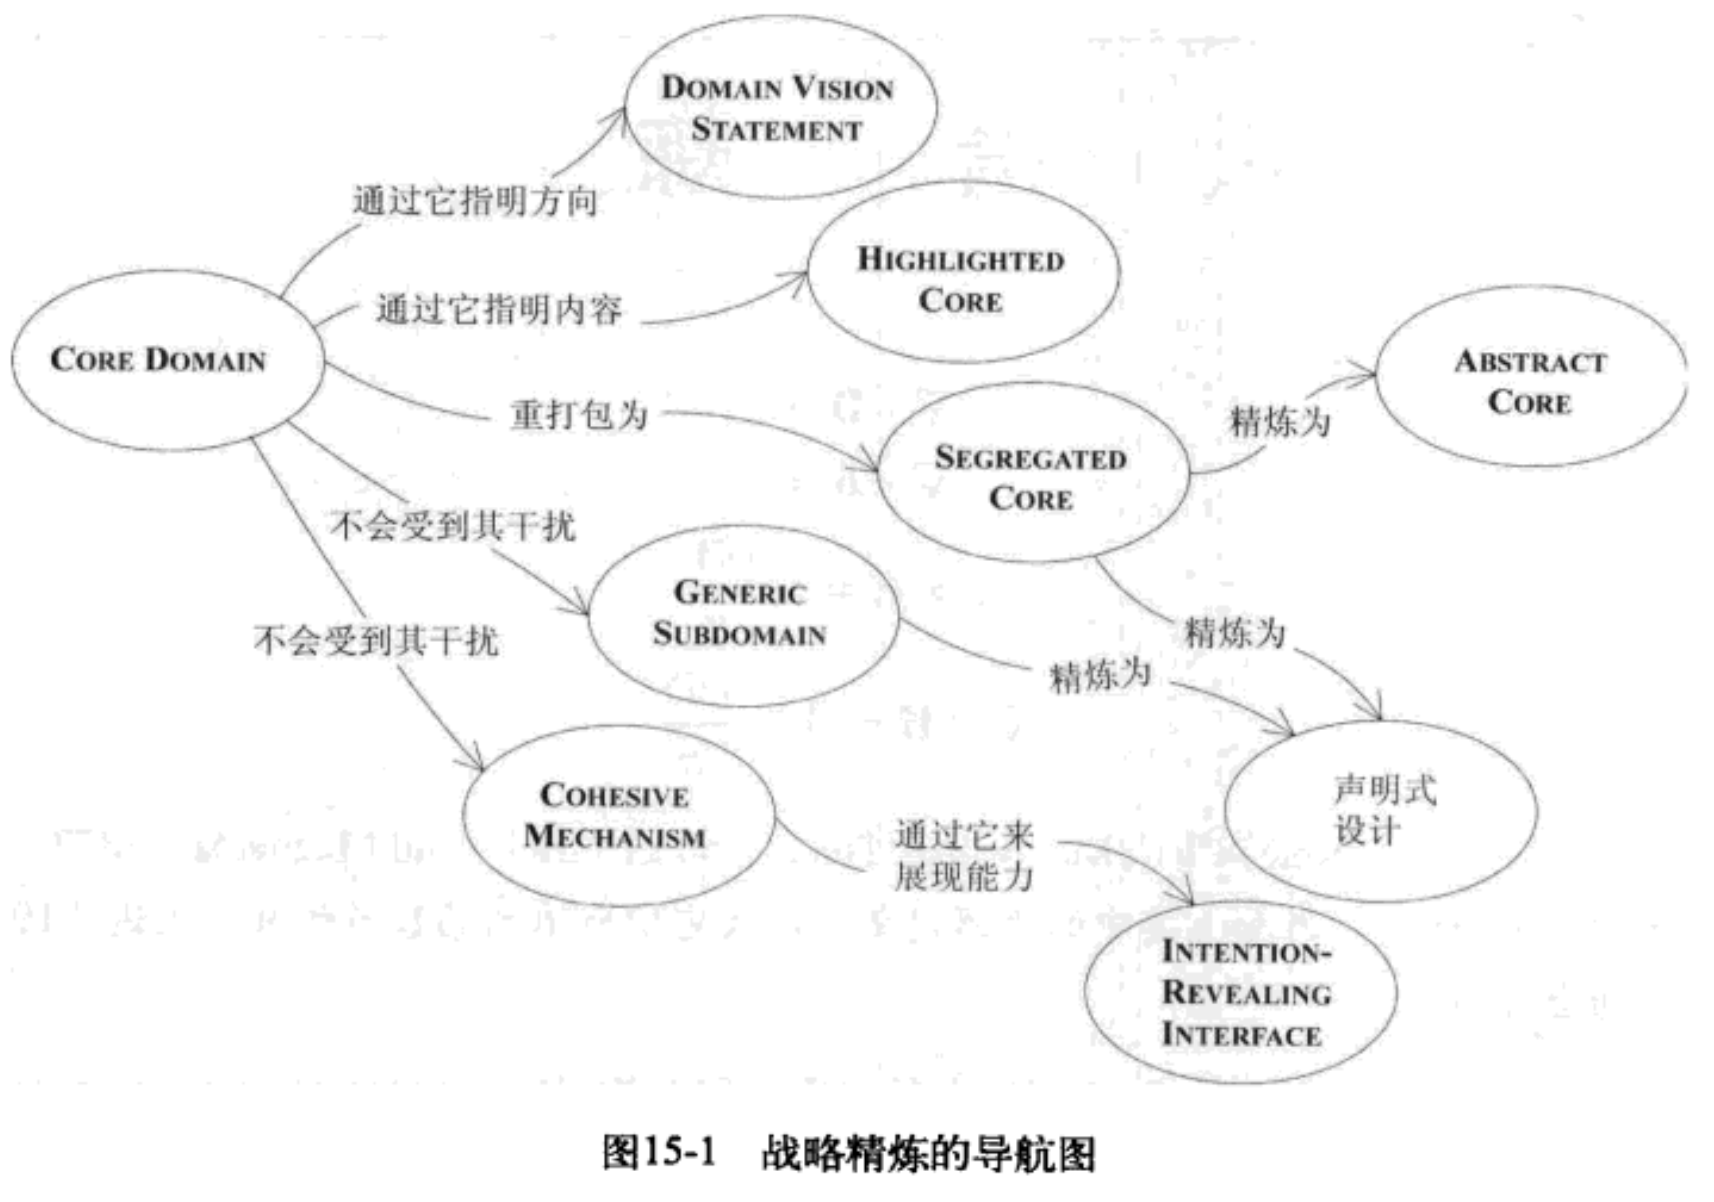 DOMAIN VISION
STATEMENT
通过它指明方向
HIGHLIGHTED
CORE
通过它指明内容
CORE DOMAIN
ABSTRACT
CORE
重打包为
精炼为
SEGREGATED
CORE
不会受到其干扰
GENERIC
SUBDOMAIN
不会受到其干扰
精炼为
精炼为
COHESIVE
MECHANISM
声明式
设计
通过它来
展现能力
INTENTION-
REVEALING
INTERFACE
图15-1 战略精炼的导航图